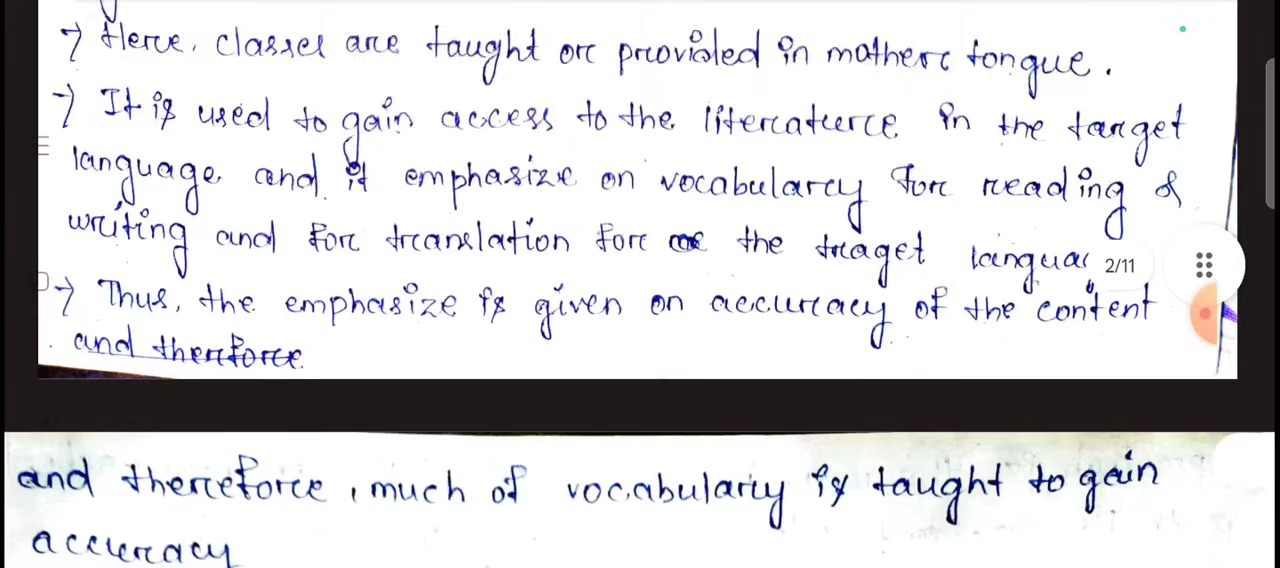 → Here, classes are taught or provided in mother tongue.
→ It is used to gain access to the literature in the target
language and it emphasize on vocabulary for reading &
writing and for translation for the traget languag
2/11
→ Thus, the emphasize is given on accuracy of the content
and therforce
and therefore, much of vocabulary is taught to gain
accuracy